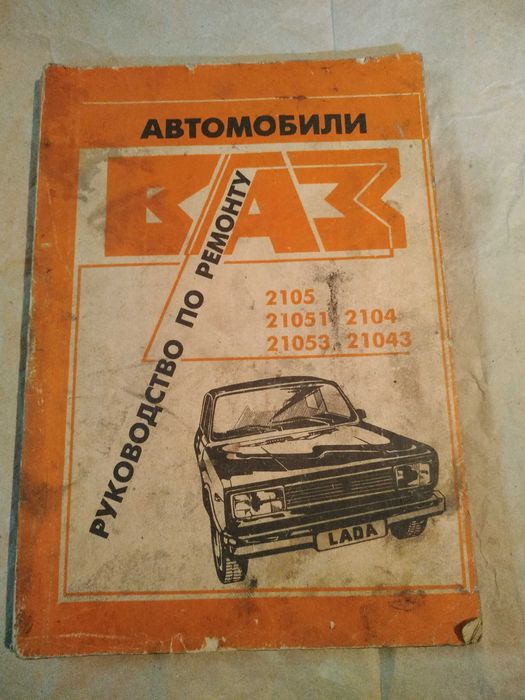 АВТОМОБИЛИ
ВАЗ
РУКОВОДСТВО ПО РЕМОНТУ
2105
21051 2104
21053 21043
LADA